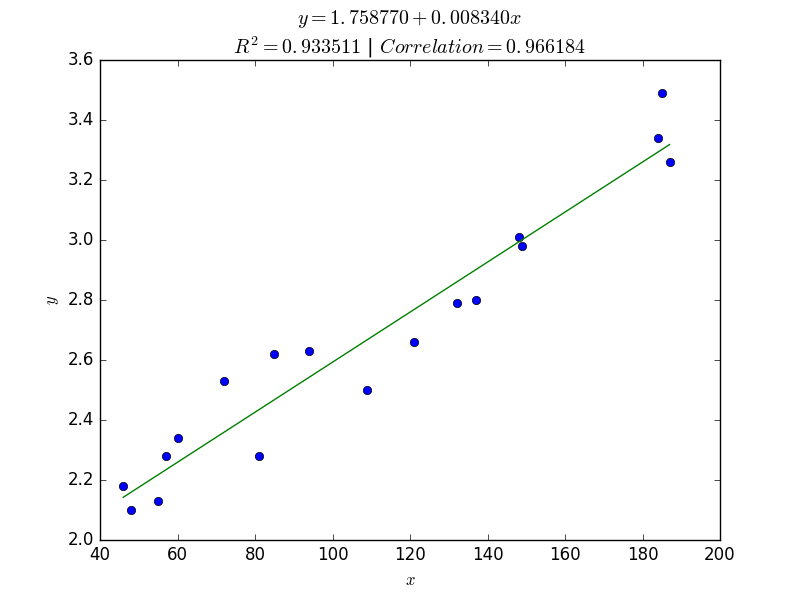 y = 1.758770 + 0.008340x
R² = 0.933511 | Correlation = 0.966184
3.6
3.4
3.2
3.0
2.8
2.6
2.4
2.2
2.0
y
40 60 80 100 120 140 160 180 200
x